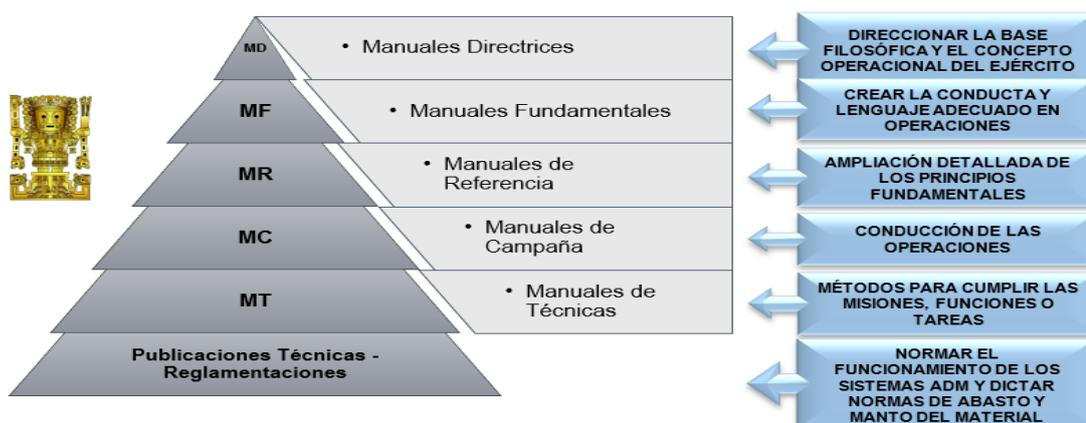 MD
• Manuales Directrices
DIRECCIONAR LA BASE
FILOSÓFICA Y EL CONCEPTO
OPERACIONAL DEL EJÉRCITO
MF
• Manuales Fundamentales
CREAR LA CONDUCTA Y
LENGUAJE ADECUADO EN
OPERACIONES
MR
• Manuales de
Referencia
AMPLIACIÓN DETALLADA DE
LOS PRINCIPIOS
FUNDAMENTALES
MC
• Manuales de
Campaña
CONDUCCIÓN DE LAS
OPERACIONES
MT
• Manuales de
Técnicas
MÉTODOS PARA CUMPLIR LAS
MISIONES, FUNCIONES O
TAREAS
Publicaciones Técnicas -
Reglamentaciones
NORMAR EL
FUNCIONAMIENTO DE LOS
SISTEMAS ADM Y DICTAR
NORMAS DE ABASTO Y
MANTO DEL MATERIAL